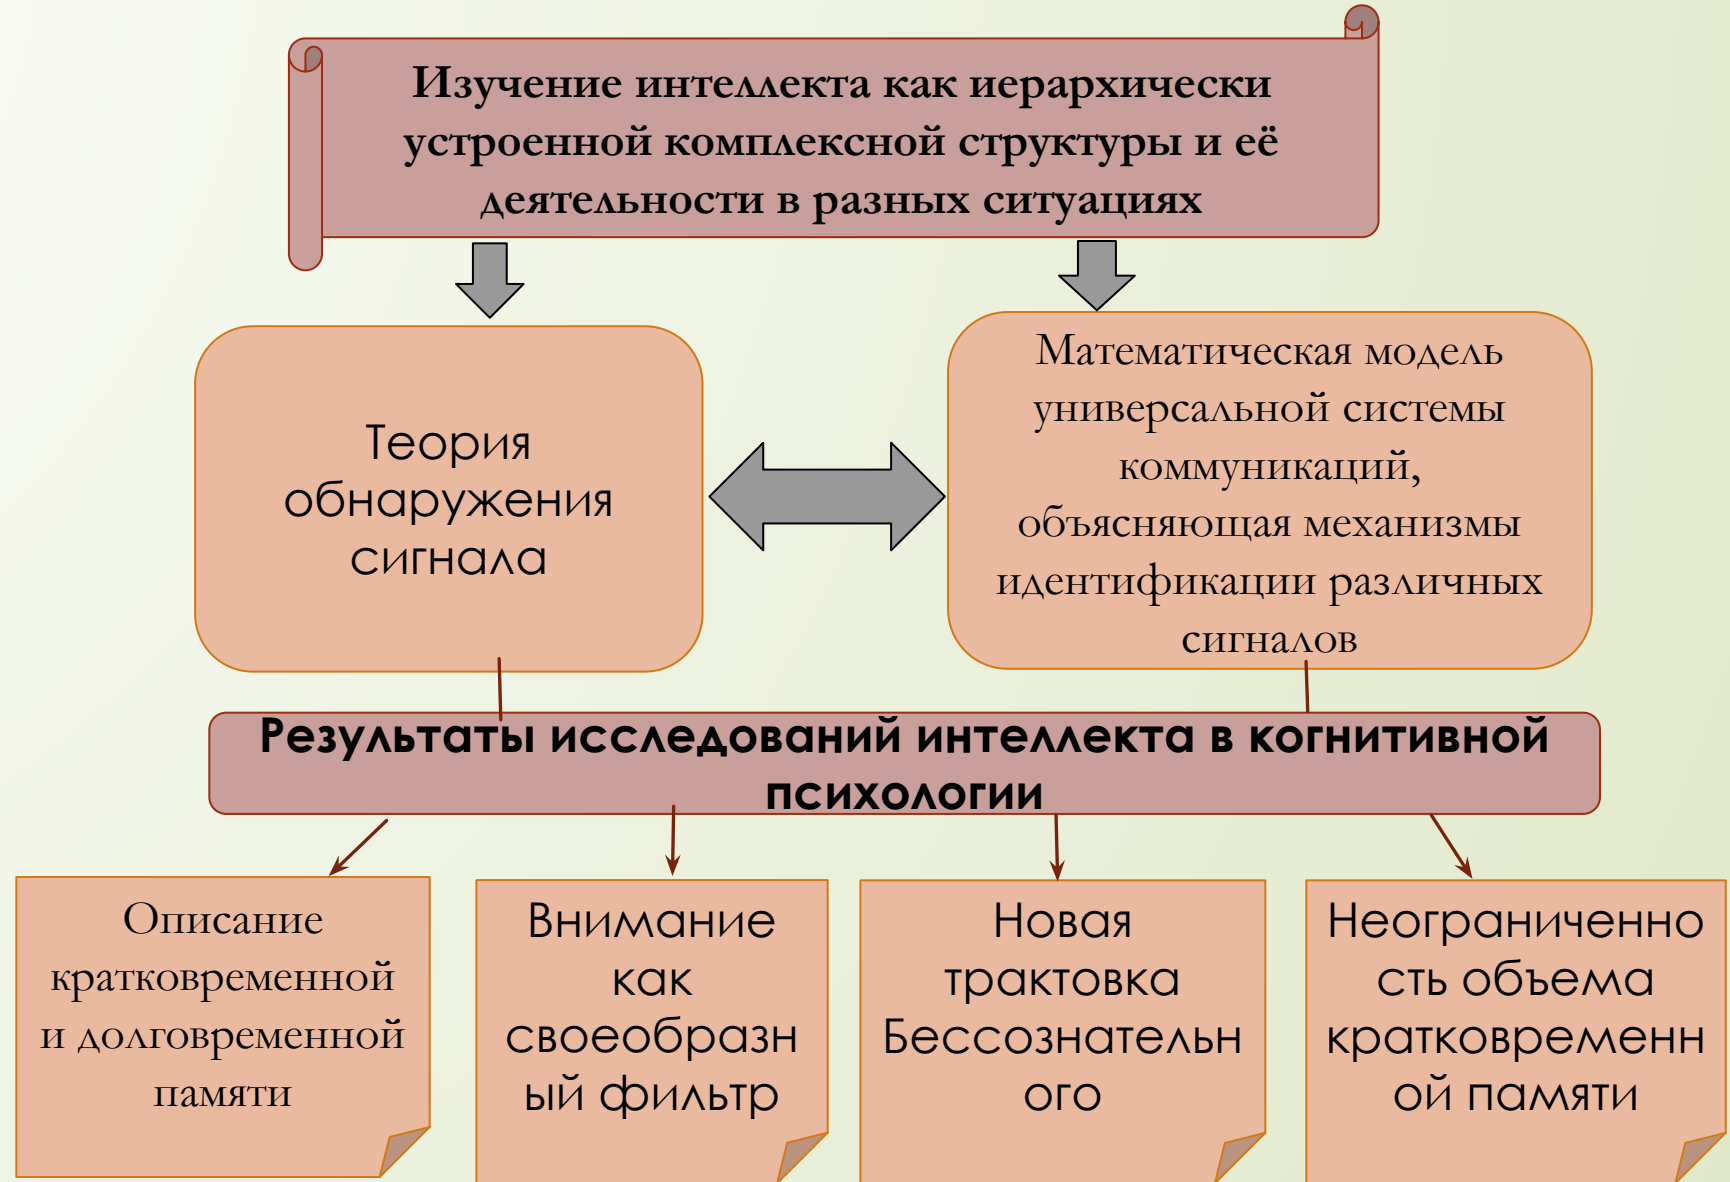 Изучение интеллекта как иерархически
устроенной комплексной структуры и её
деятельности в разных ситуациях
Теория
обнаружения
сигнала
Математическая модель
универсальной системы
коммуникаций,
объясняющая механизмы
идентификации различных
сигналов
Результаты исследований интеллекта в когнитивной
психологии
Описание
кратковременной
и долговременной
памяти
Внимание
как
своеобразн
ый фильтр
Новая
трактовка
Бессознательн
ого
Неограниченно
сть объема
кратковременн
ой памяти